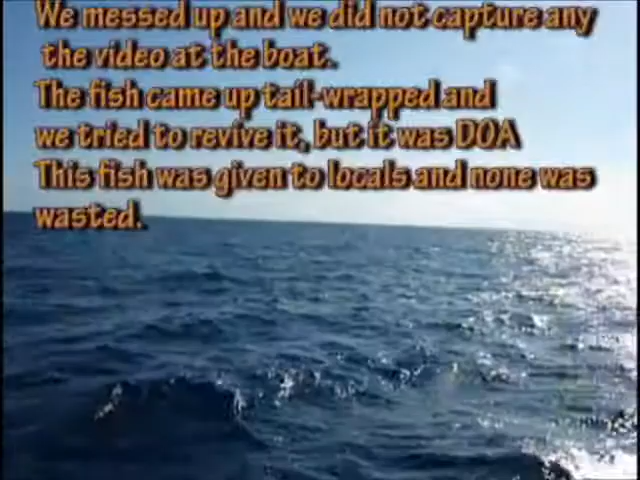 We messed up and we did not capture any
the video at the boat.
The fish came up tail-wrapped and
we tried to revive it, but it was DOA
This fish was given to locals and none was
wasted.